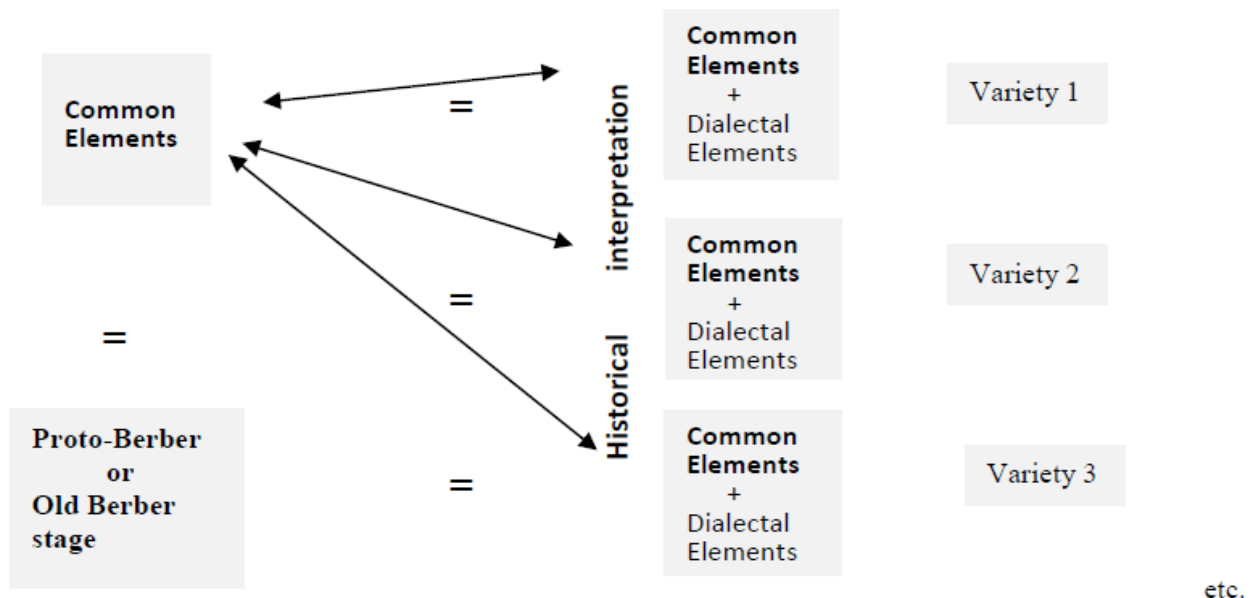 Common
Elements
=
=
Proto-Berber
or
Old Berber
stage
=
=
Historical interpretation
Common
Elements
+
Dialectal
Elements
Variety 1
Common
Elements
+
Dialectal
Elements
Variety 2
Common
Elements
+
Dialectal
Elements
Variety 3
etc.